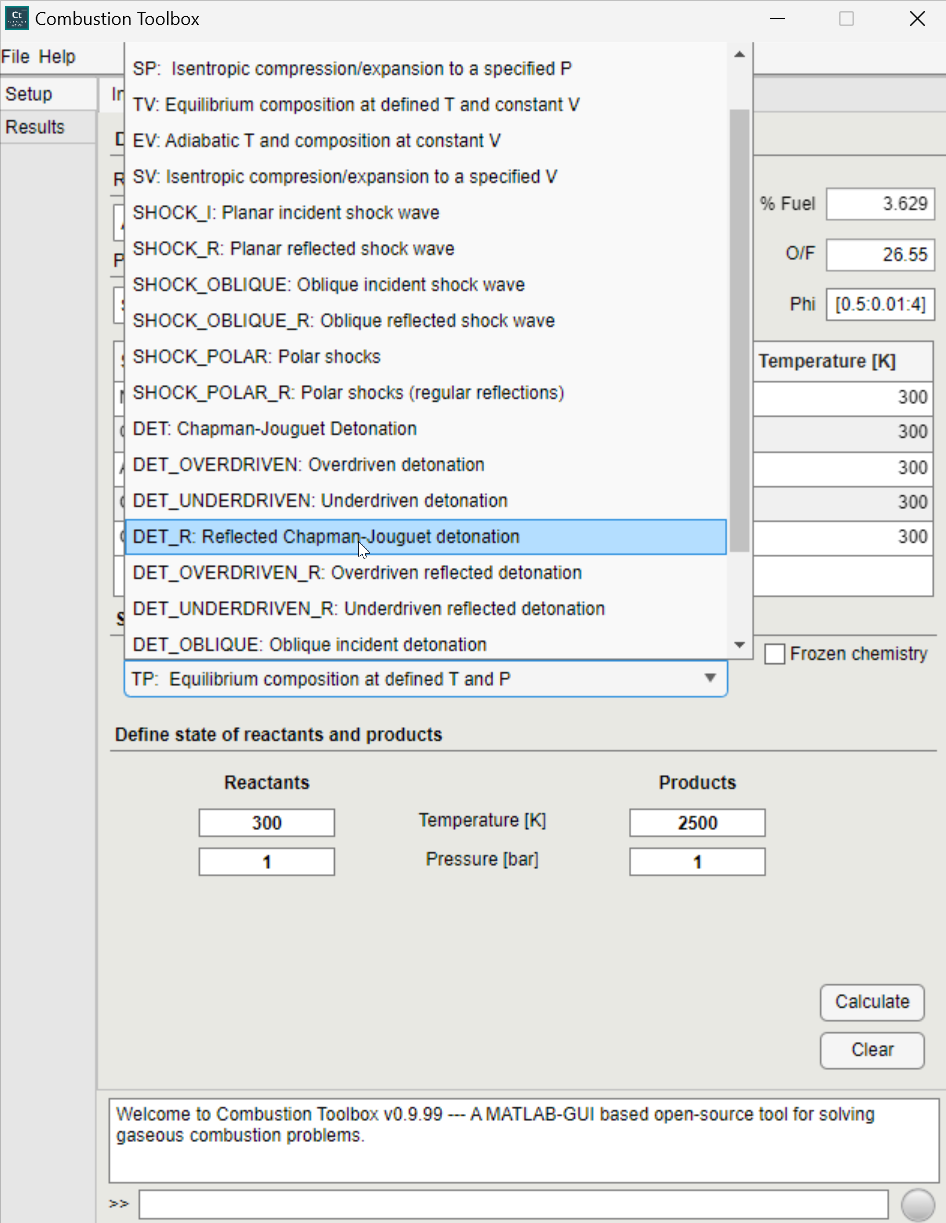 Ct
Combustion Toolbox
File Help
Setup
Results
SP: Isentropic compression/expansion to a specified P
TV: Equilibrium composition at defined T and constant V
EV: Adiabatic T and composition at constant V
SV: Isentropic compresion/expansion to a specified V
SHOCK_I: Planar incident shock wave
SHOCK_R: Planar reflected shock wave
SHOCK_OBLIQUE: Oblique incident shock wave
SHOCK_OBLIQUE_R: Oblique reflected shock wave
SHOCK_POLAR: Polar shocks
SHOCK_POLAR_R: Polar shocks (regular reflections)
DET: Chapman-Jouguet Detonation
DET_OVERDRIVEN: Overdriven detonation
DET_UNDERDRIVEN: Underdriven detonation
DET_R: Reflected Chapman-Jouguet detonation
DET_OVERDRIVEN_R: Overdriven reflected detonation
DET_UNDERDRIVEN_R: Underdriven reflected detonation
DET_OBLIQUE: Oblique incident detonation
TP: Equilibrium composition at defined T and P
% Fuel 3.629
O/F 26.55
Phi [0.5:0.01:4]
Temperature [K]
300
300
300
300
300
Frozen chemistry
Define state of reactants and products
Reactants Products
300 Temperature [K] 2500
1 Pressure [bar] 1
Calculate
Clear
Welcome to Combustion Toolbox v0.9.99 --- A MATLAB-GUI based open-source tool for solving
gaseous combustion problems.
>>